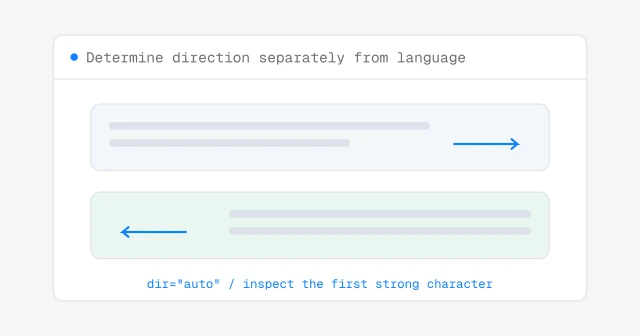 Determine direction separately from language
dir="auto" / inspect the first strong character